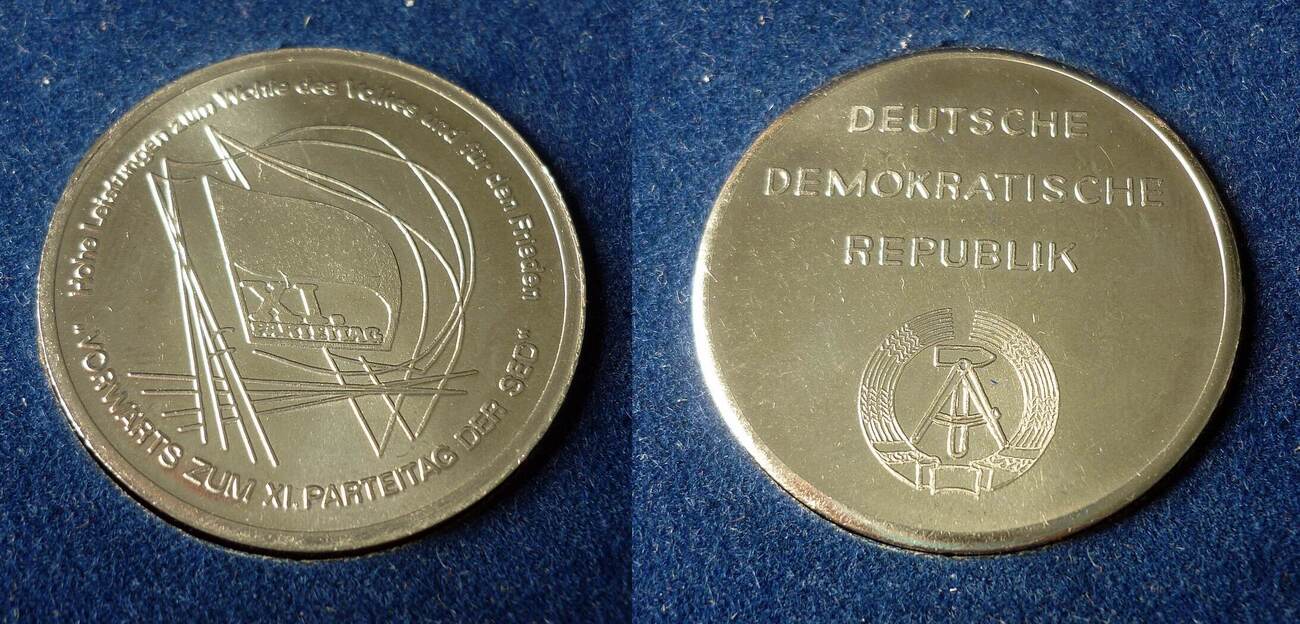 Hohe Leistungen zum Wohle des Volkes und für den Frieden
XI.
PARTEITAG
"VORWÄRTS ZUM XI. PARTEITAG DER SED"
DEUTSCHE
DEMOKRATISCHE
REPUBLIK